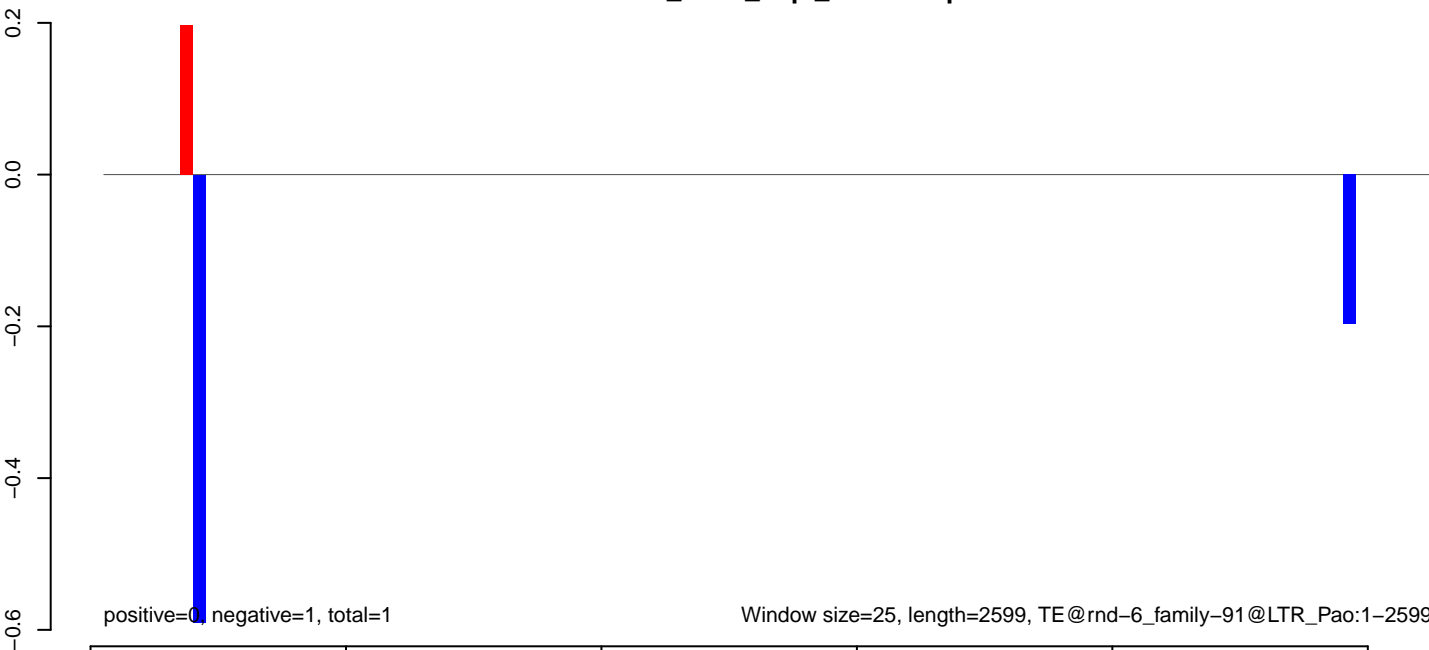 0.2
0.0
−0.2
−0.4
−0.6
positive=0, negative=1, total=1
Window size=25, length=2599, TE@rnd−6_family−91@LTR_Pao:1−2599